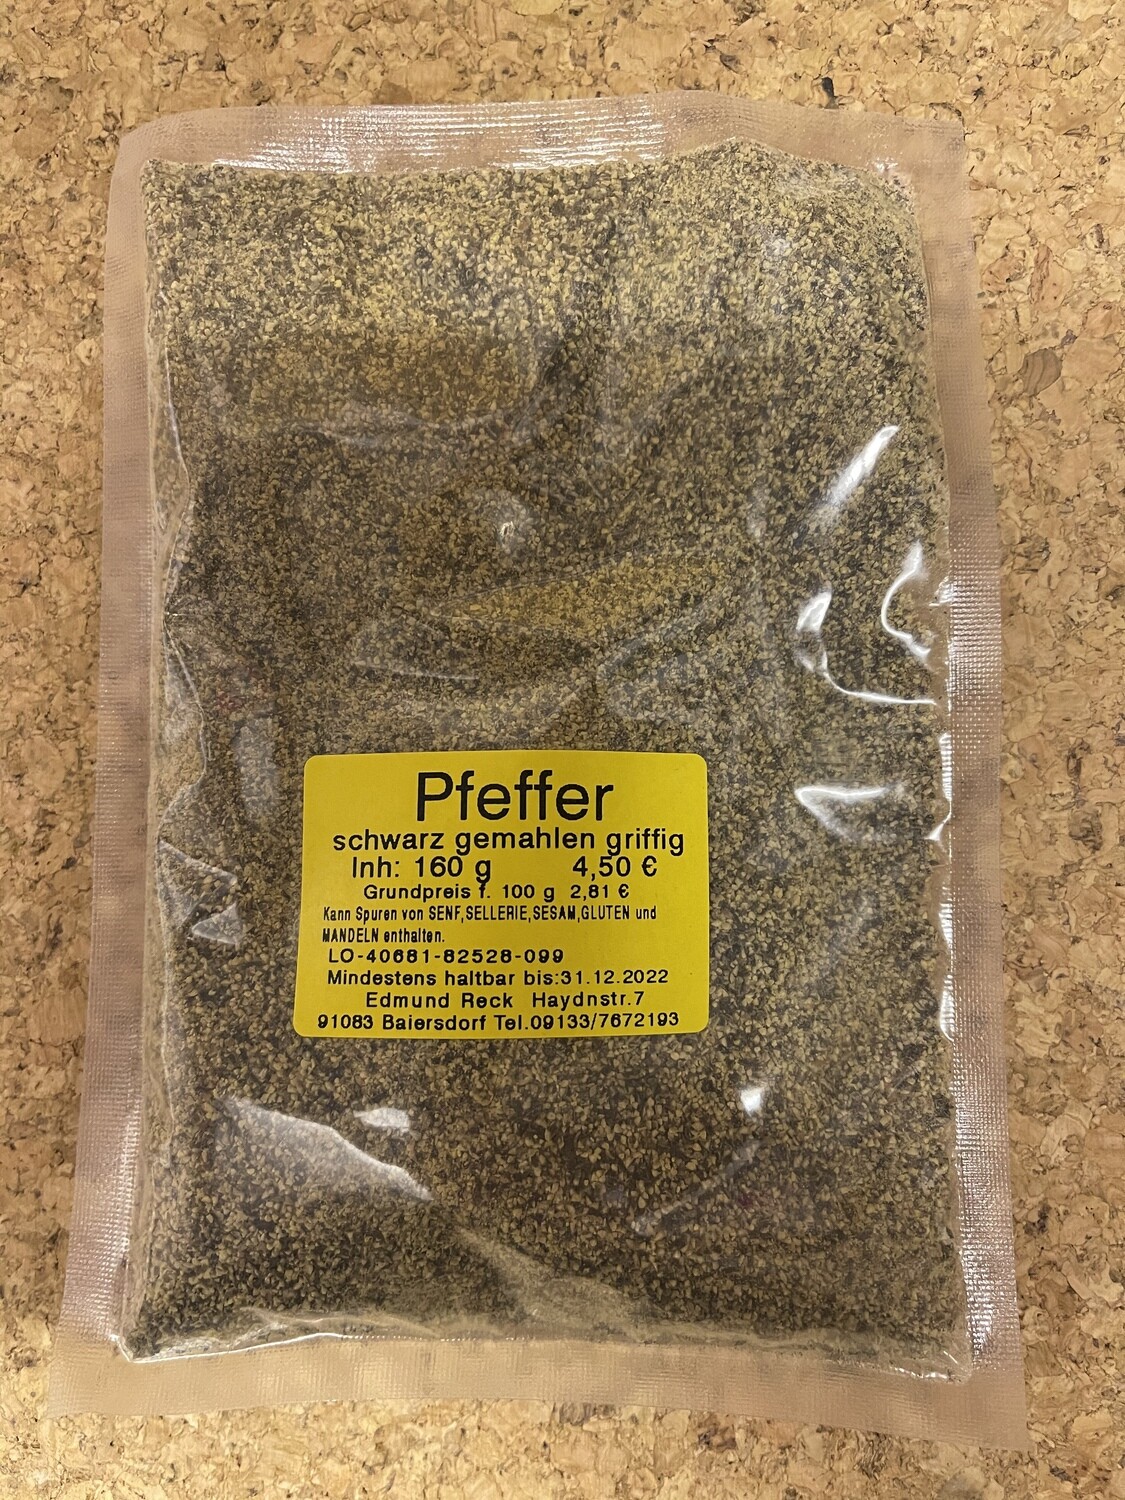 Pfeffer
schwarz gemahlen griffig
Inh: 160 g 4,50 €
Grundpreis f. 100 g 2,81 €
Kann Spuren von SENF,SELLERIE,SESAM,GLUTEN und
MANDELN enthalten.
LO-40681-82528-099
Mindestens haltbar bis:31.12.2022
Edmund Reck Haydnstr.7
91083 Baiersdorf Tel.09133/7672193